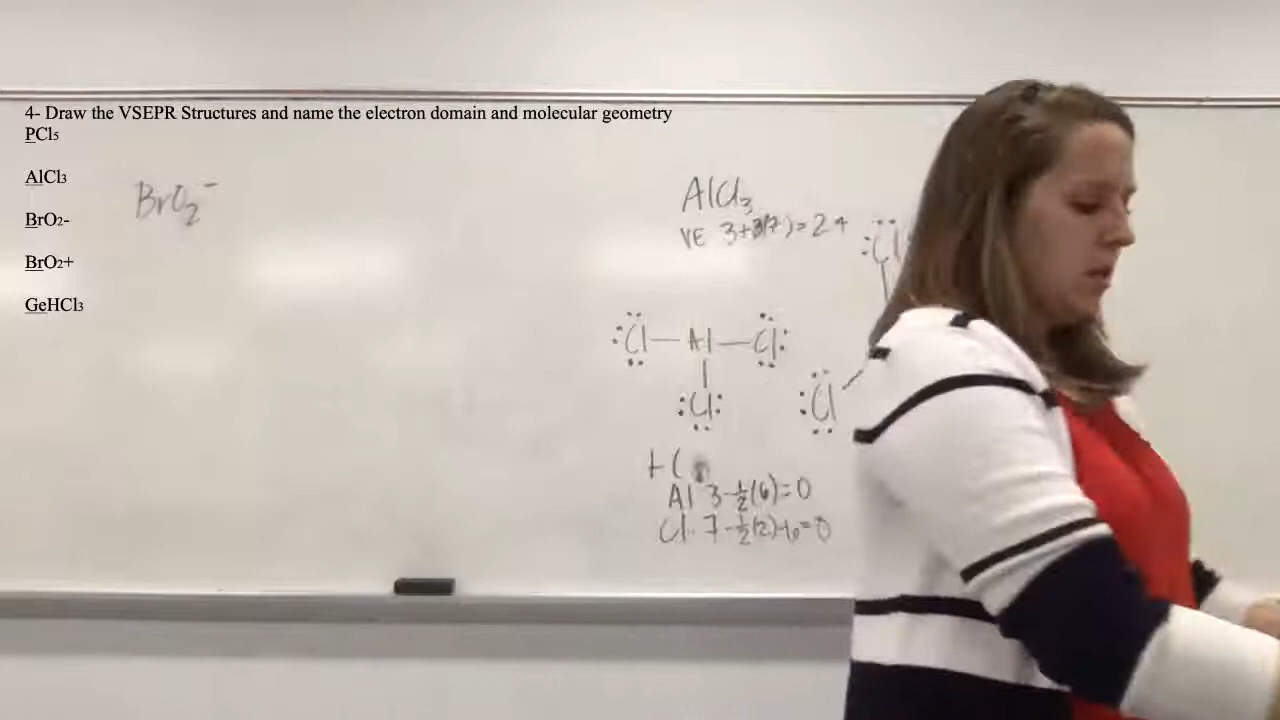 4- Draw the VSEPR Structures and name the electron domain and molecular geometry
PCl5
AlCl3
BrO2-
BrO2+
GeHCl3
BrO2-
AlCl3
VE 3+3(7)=24
:Cl
:Cl—Al—Cl:
:Cl:
:Cl
Al 3-½(6)=0
Cl 7-½(2)-6=0